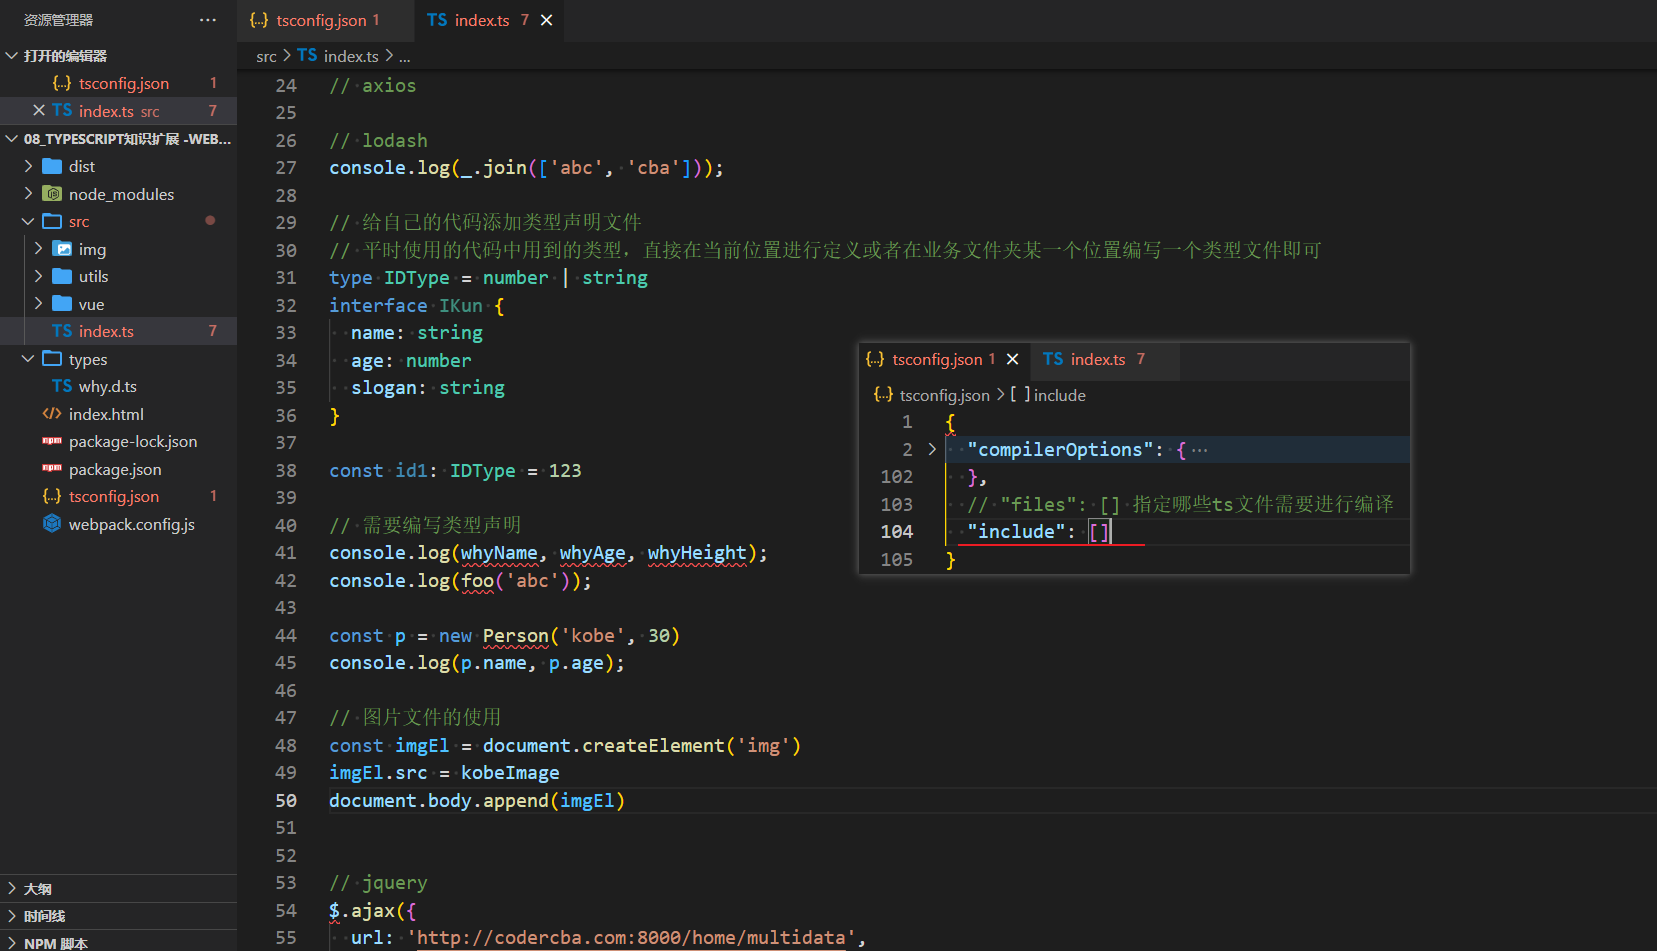 资源管理器 ···
打开的编辑器
{..} tsconfig.json 1
TS index.ts src 7
08_TYPESCRIPT知识扩展 -WEB...
dist
node_modules
src
img
utils
vue
TS index.ts 7
types
TS why.d.ts
index.html
package-lock.json
package.json
{..} tsconfig.json 1
webpack.config.js
大纲
时间线
NPM 脚本
{..} tsconfig.json 1 TS index.ts 7
src > TS index.ts > ...
24 // axios
25
26 // lodash
27 console.log(_.join(['abc', 'cba']));
28
29 // 给自己的代码添加类型声明文件
30 // 平时使用的代码中用到的类型，直接在当前位置进行定义或者在业务文件夹某一个位置编写一个类型文件即可
31 type IDType = number | string
32 interface IKun {
33 name: string
34 age: number
35 slogan: string
36 }
37
38 const id1: IDType = 123
39
40 // 需要编写类型声明
41 console.log(whyName, whyAge, whyHeight);
42 console.log(foo('abc'));
43
44 const p = new Person('kobe', 30)
45 console.log(p.name, p.age);
46
47 // 图片文件的使用
48 const imgEl = document.createElement('img')
49 imgEl.src = kobeImage
50 document.body.append(imgEl)
51
52
53 // jquery
54 $.ajax({
55 url: 'http://codercba.com:8000/home/multidata',
{..} tsconfig.json 1 TS index.ts 7
{..} tsconfig.json > [ ] include
1 {
2 > "compilerOptions": { ···
102 },
103 // "files": [] 指定哪些ts文件需要进行编译
104 "include": []
105 }